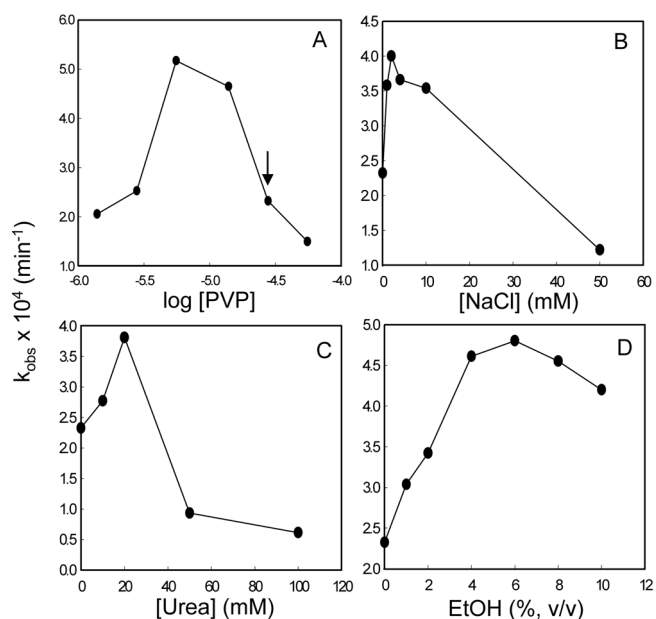 A
6.0
5.0
4.0
3.0
2.0
1.0
-6.0 -5.5 -5.0 -4.5 -4.0
log [PVP]
B
4.5
4.0
3.5
3.0
2.5
2.0
1.5
1.0
0 10 20 30 40 50 60
[NaCl] (mM)
k_obs x 10⁴ (min⁻¹)
C
4.0
3.5
3.0
2.5
2.0
1.5
1.0
0.5
0.0
0 20 40 60 80 100 120
[Urea] (mM)
D
5.0
4.5
4.0
3.5
3.0
2.5
2.0
0 2 4 6 8 10 12
EtOH (%, v/v)